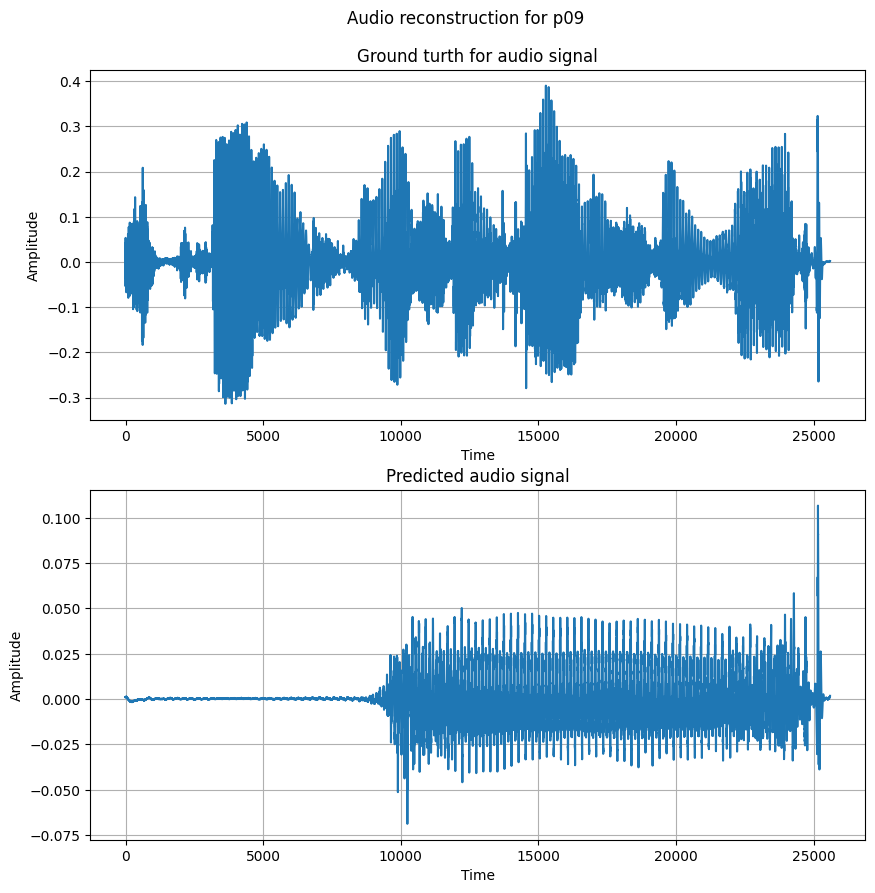 Audio reconstruction for p09
Ground turth for audio signal
0.4
0.3
0.2
0.1
0.0
−0.1
−0.2
−0.3
Amplitude
0 5000 10000 15000 20000 25000
Time
Predicted audio signal
0.100
0.075
0.050
0.025
0.000
−0.025
−0.050
−0.075
Amplitude
0 5000 10000 15000 20000 25000
Time